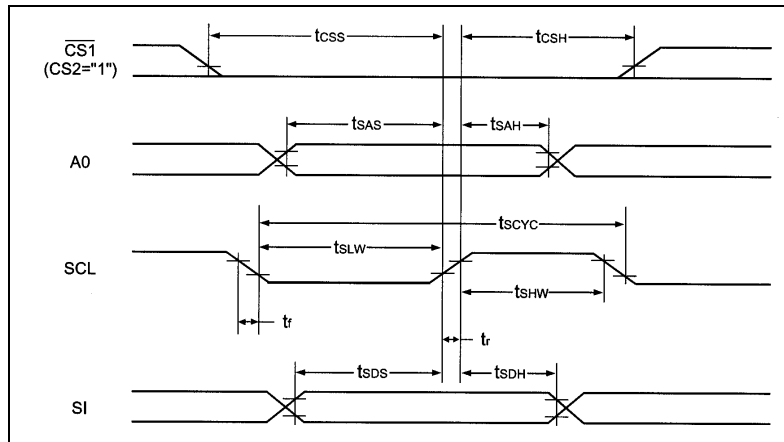 tCSS
tCSH
CS1
(CS2="1")
tSAS
tSAH
A0
tSCYC
tSLW
SCL
tSHW
tf
tr
tSDS
tSDH
SI